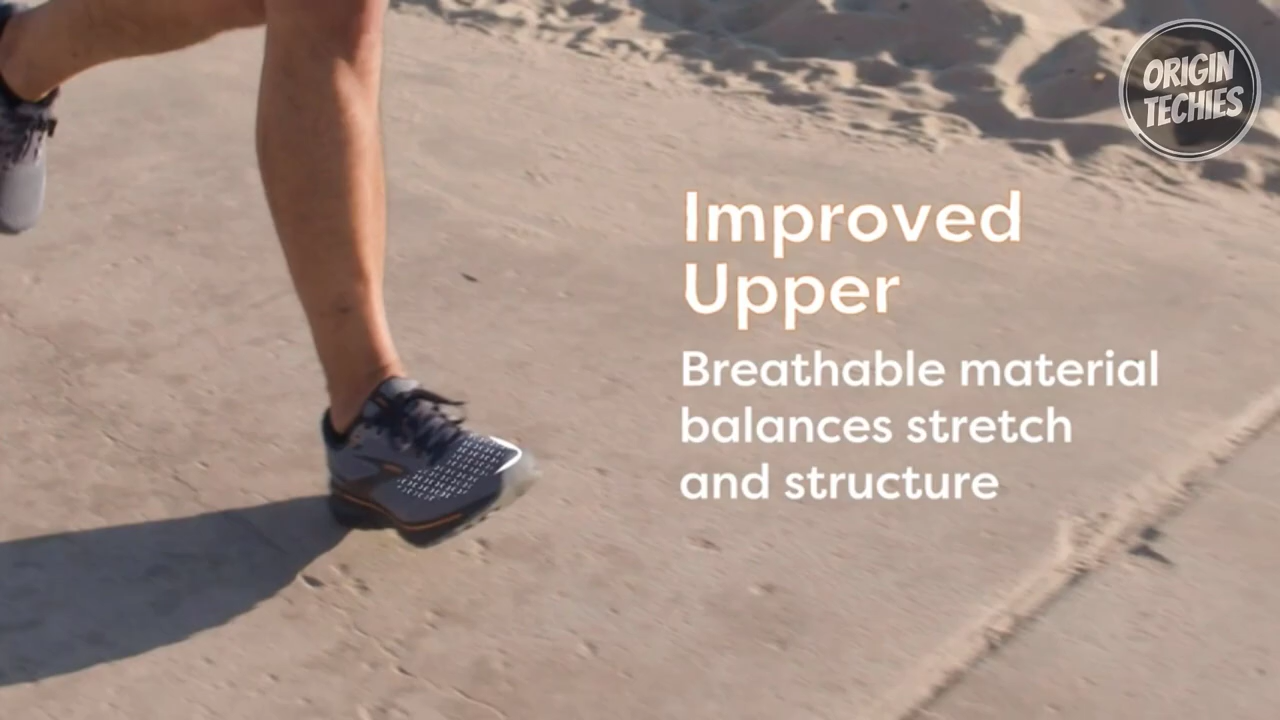 ORIGIN
TECHIES
Improved
Upper
Breathable material
balances stretch
and structure